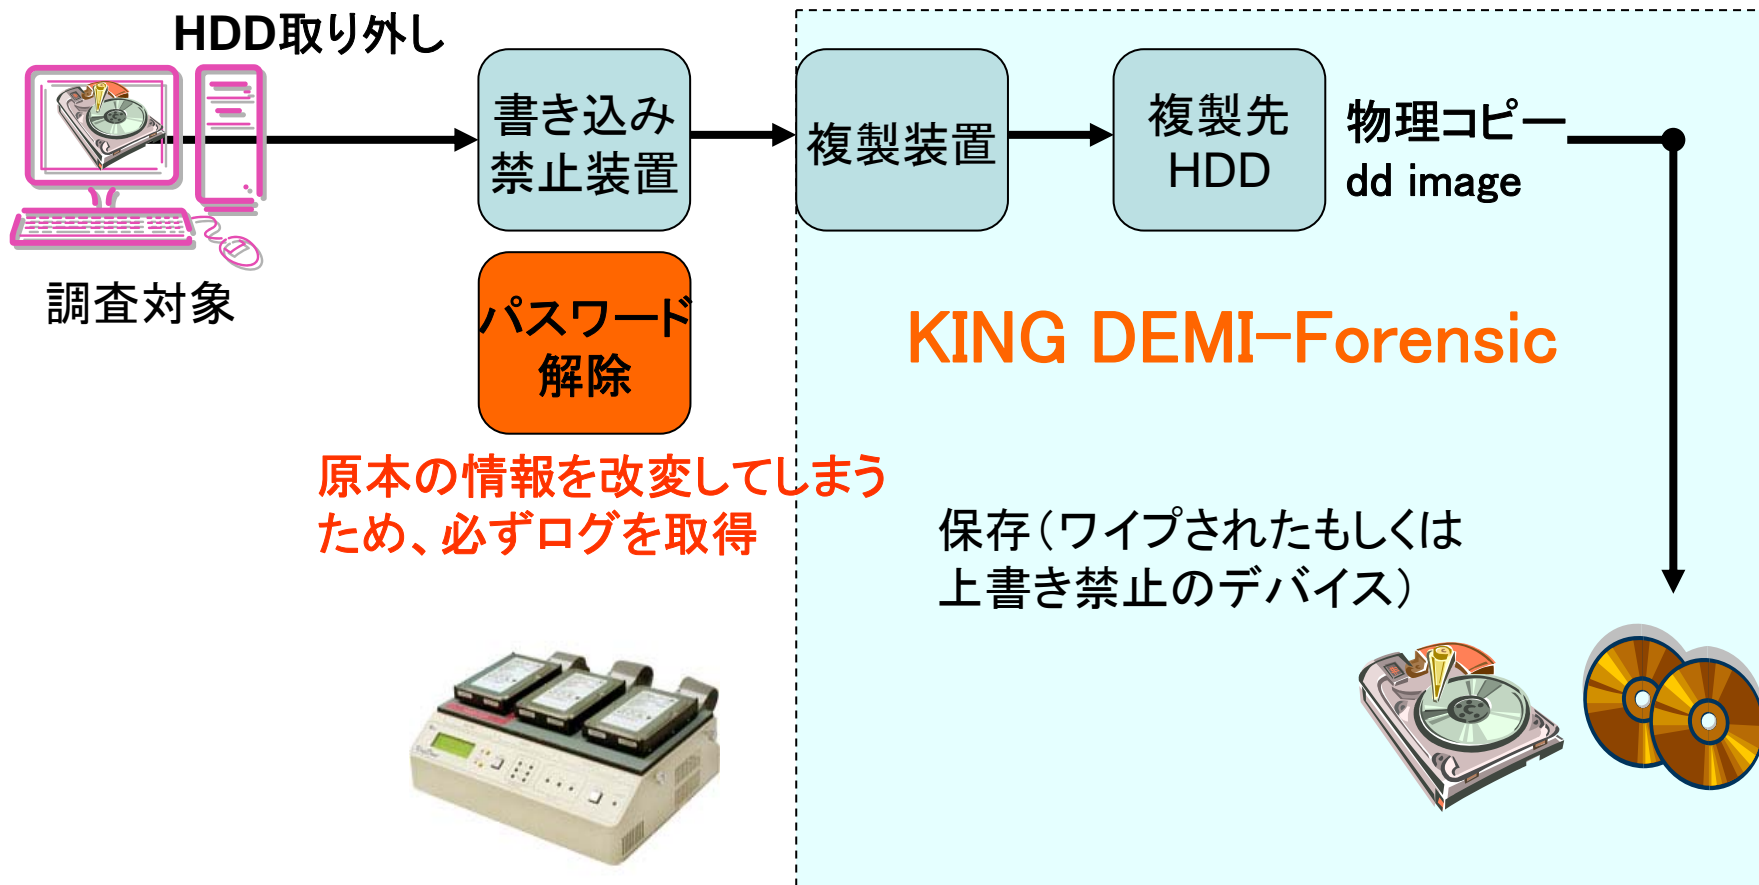 HDD取り外し
書き込み
禁止装置
複製装置
複製先
HDD
物理コピー
dd image
調査対象
パスワード
解除
KING DEMI-Forensic
原本の情報を改変してしまう
ため、必ずログを取得
保存(ワイプされたもしくは
上書き禁止のデバイス)